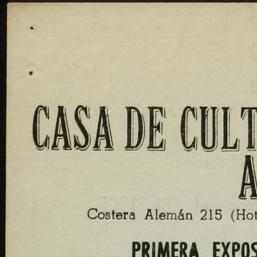 CASA DE CULT
A
Costera Alemán 215 (Hot
PRIMERA EXPOS